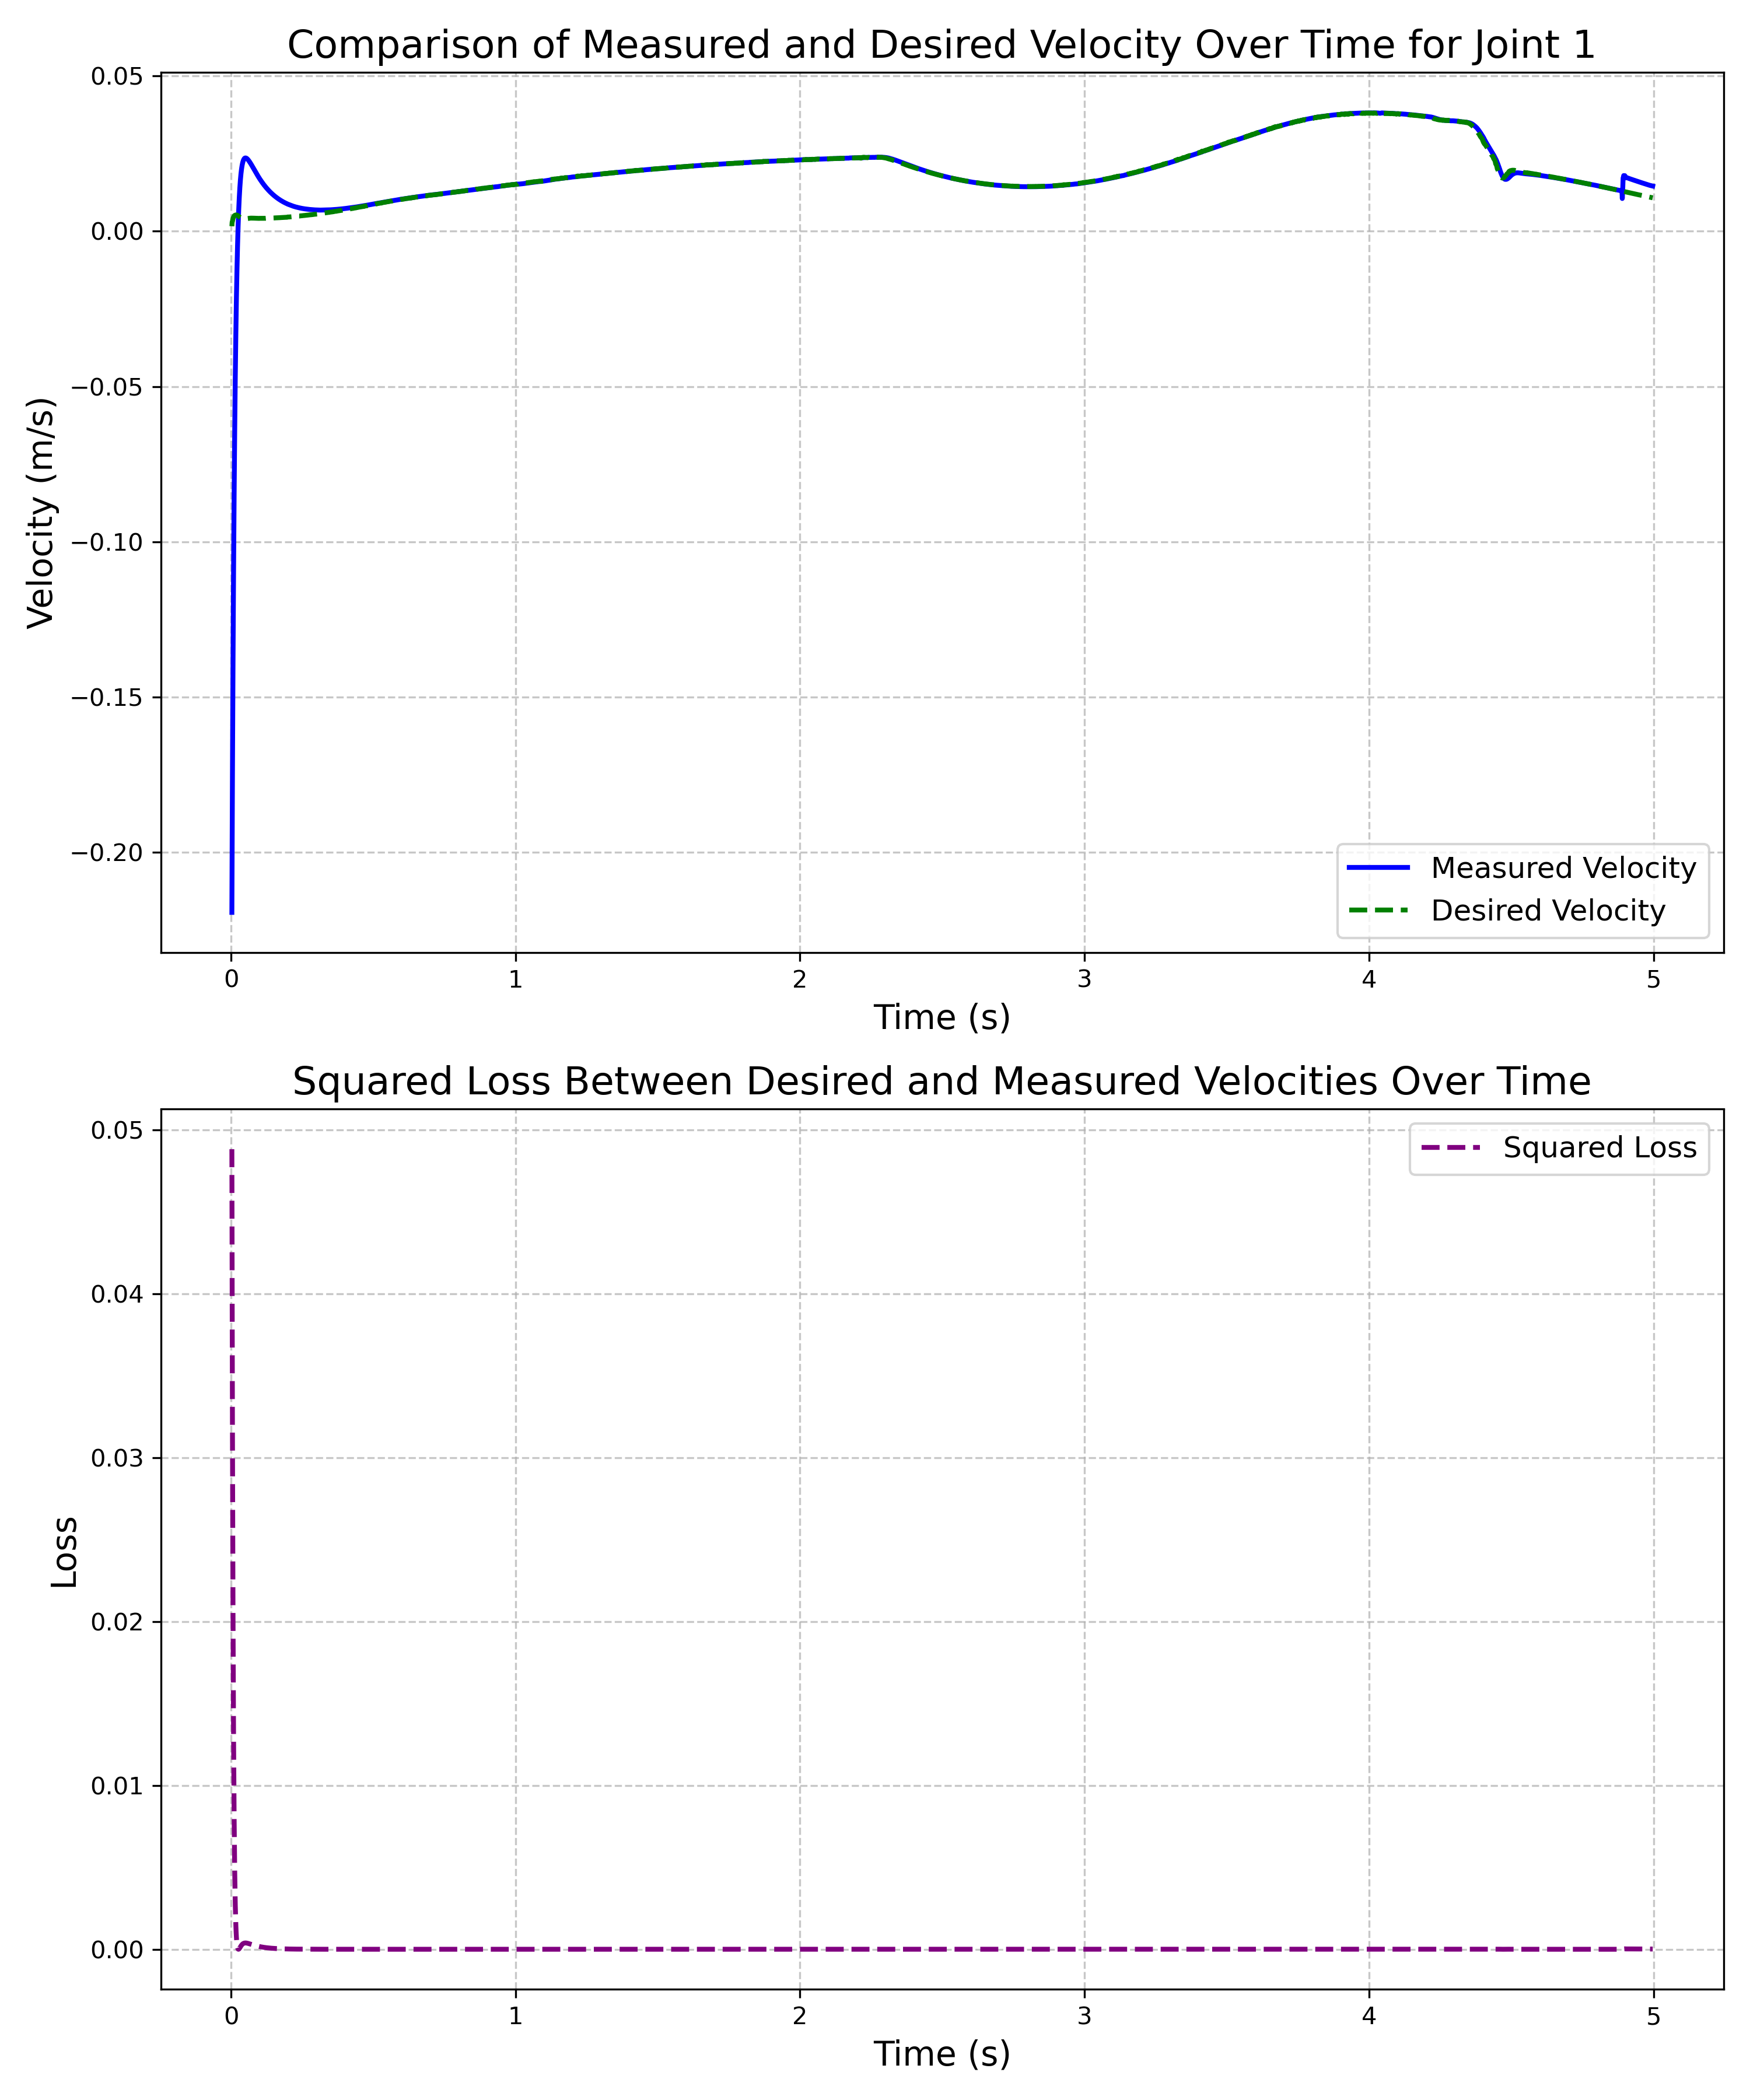 Comparison of Measured and Desired Velocity Over Time for Joint 1
0.05
0.00
−0.05
−0.10
−0.15
−0.20
Velocity (m/s)
Measured Velocity
Desired Velocity
0 1 2 3 4 5
Time (s)
Squared Loss Between Desired and Measured Velocities Over Time
0.05
0.04
0.03
0.02
0.01
0.00
Loss
Squared Loss
0 1 2 3 4 5
Time (s)